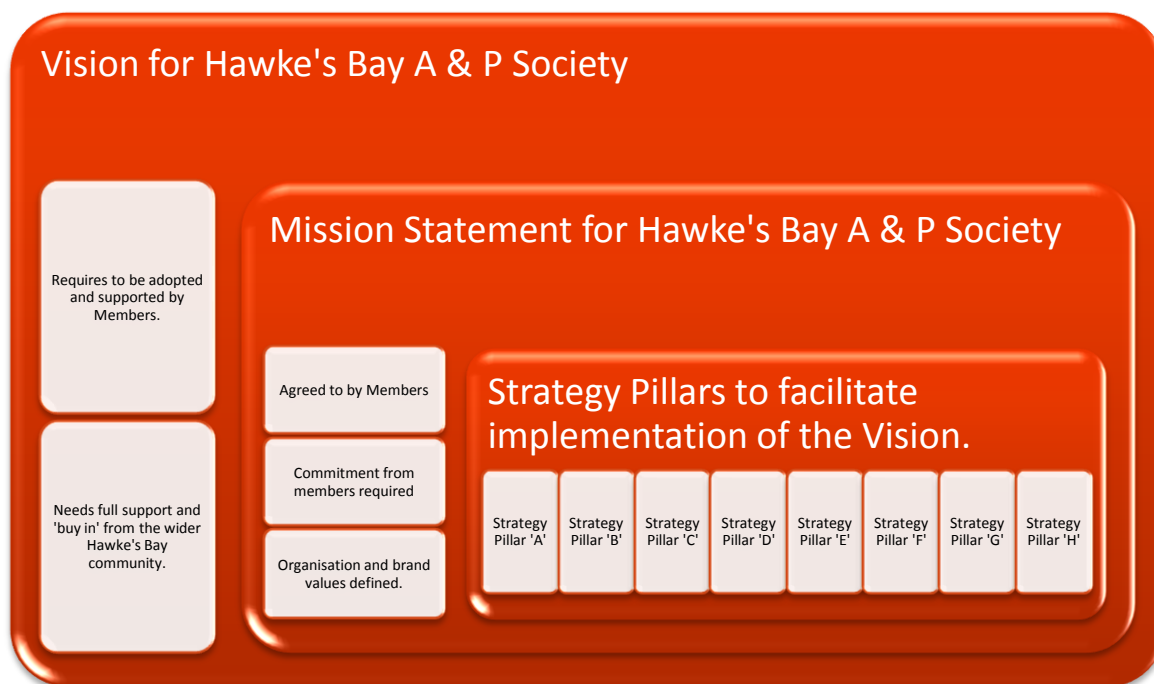 Vision for Hawke's Bay A & P Society
Requires to be adopted
and supported by
Members.
Needs full support and
'buy in' from the wider
Hawke's Bay
community.
Mission Statement for Hawke's Bay A & P Society
Agreed to by Members
Commitment from
members required
Organisation and brand
values defined.
Strategy Pillars to facilitate
implementation of the Vision.
Strategy
Pillar 'A'
Strategy
Pillar 'B'
Strategy
Pillar 'C'
Strategy
Pillar 'D'
Strategy
Pillar 'E'
Strategy
Pillar 'F'
Strategy
Pillar 'G'
Strategy
Pillar 'H'